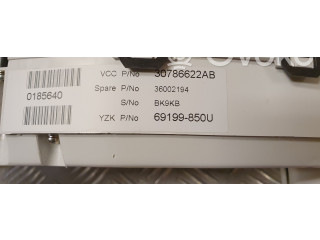 VCC P/No 30786622AB
0185640
Spare P/No 36002194
S/No BK9KB
YZK P/No 69199-850U